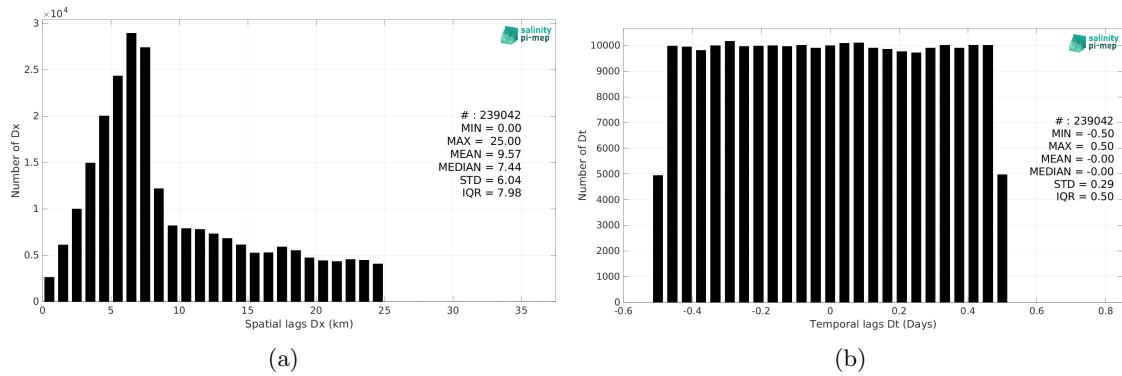 3 ×10⁴
2.5
2
1.5
1
0.5
0
0 5 10 15 20 25 30 35
Number of Dx
Spatial lags Dx (km)
salinity
pi-mep
# : 239042
MIN = 0.00
MAX = 25.00
MEAN = 9.57
MEDIAN = 7.44
STD = 6.04
IQR = 7.98
(a)
10000
9000
8000
7000
6000
5000
4000
3000
2000
1000
0
-0.6 -0.4 -0.2 0 0.2 0.4 0.6 0.8
Number of Dt
Temporal lags Dt (Days)
salinity
pi-mep
# : 239042
MIN = -0.50
MAX = 0.50
MEAN = -0.00
MEDIAN = -0.00
STD = 0.29
IQR = 0.50
(b)